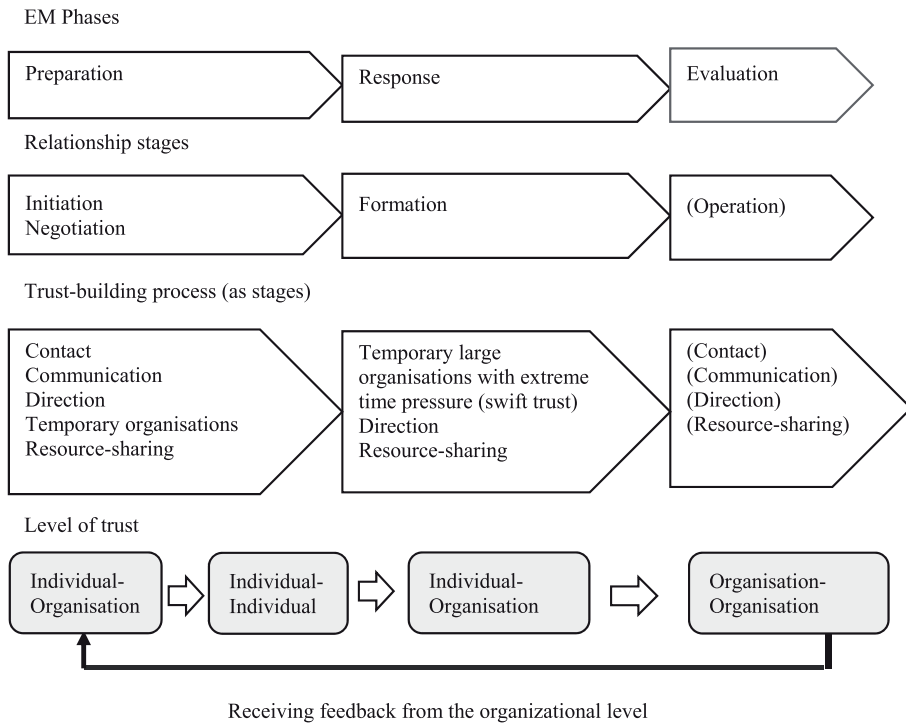 EM Phases
Preparation
Response
Evaluation
Relationship stages
Initiation
Negotiation
Formation
(Operation)
Trust-building process (as stages)
Contact
Communication
Direction
Temporary organisations
Resource-sharing
Temporary large
organisations with extreme
time pressure (swift trust)
Direction
Resource-sharing
(Contact)
(Communication)
(Direction)
(Resource-sharing)
Level of trust
Individual-
Organisation
Individual-
Individual
Individual-
Organisation
Organisation-
Organisation
Receiving feedback from the organizational level